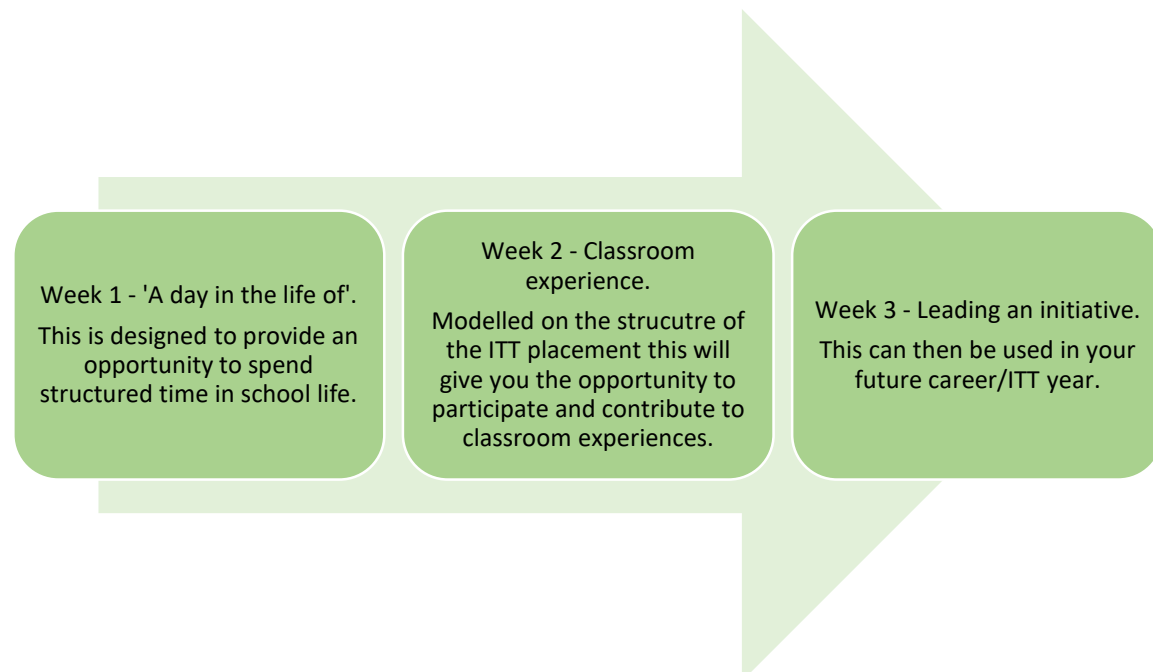 Week 1 - 'A day in the life of'.
This is designed to provide an
opportunity to spend
structured time in school life.
Week 2 - Classroom
experience.
Modelled on the strucutre of
the ITT placement this will
give you the opportunity to
participate and contribute to
classroom experiences.
Week 3 - Leading an initiative.
This can then be used in your
future career/ITT year.